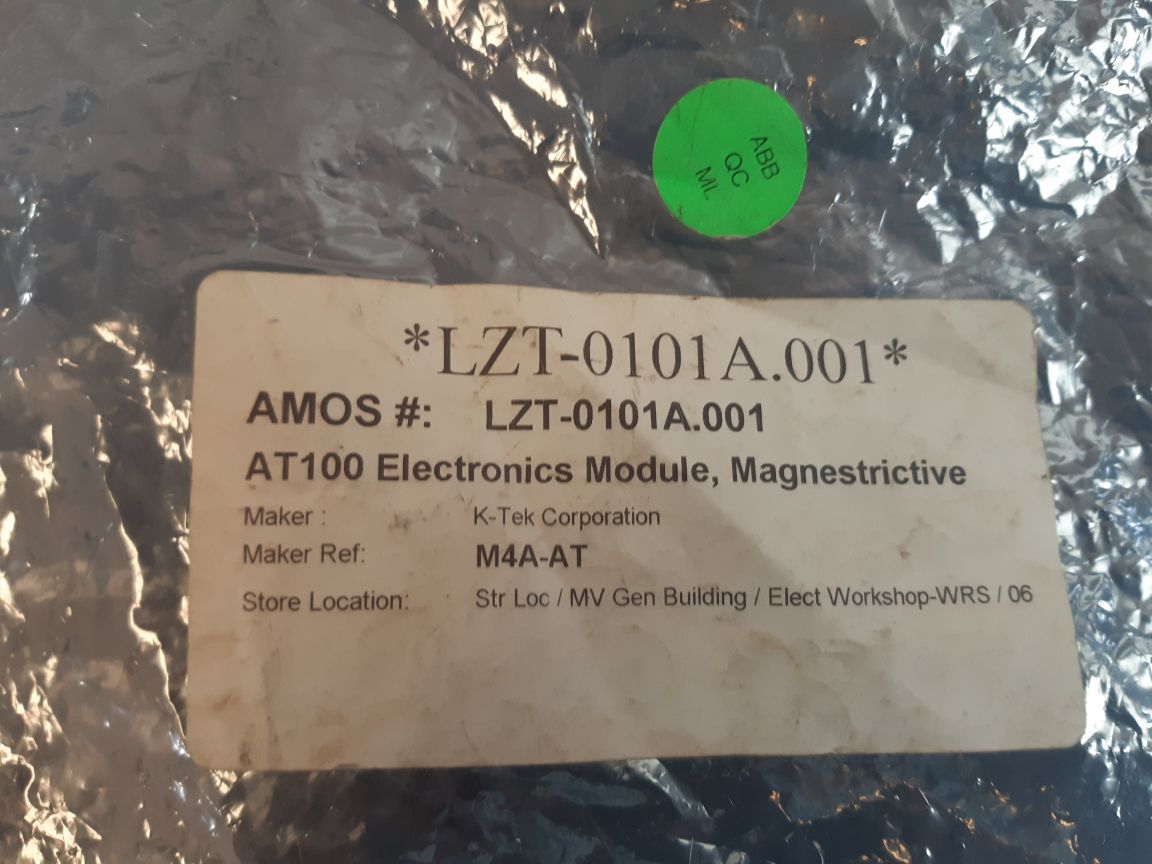 ABB
QC
ML
*LZT-0101A.001*
AMOS #: LZT-0101A.001
AT100 Electronics Module, Magnestrictive
Maker : K-Tek Corporation
Maker Ref: M4A-AT
Store Location: Str Loc / MV Gen Building / Elect Workshop-WRS / 06